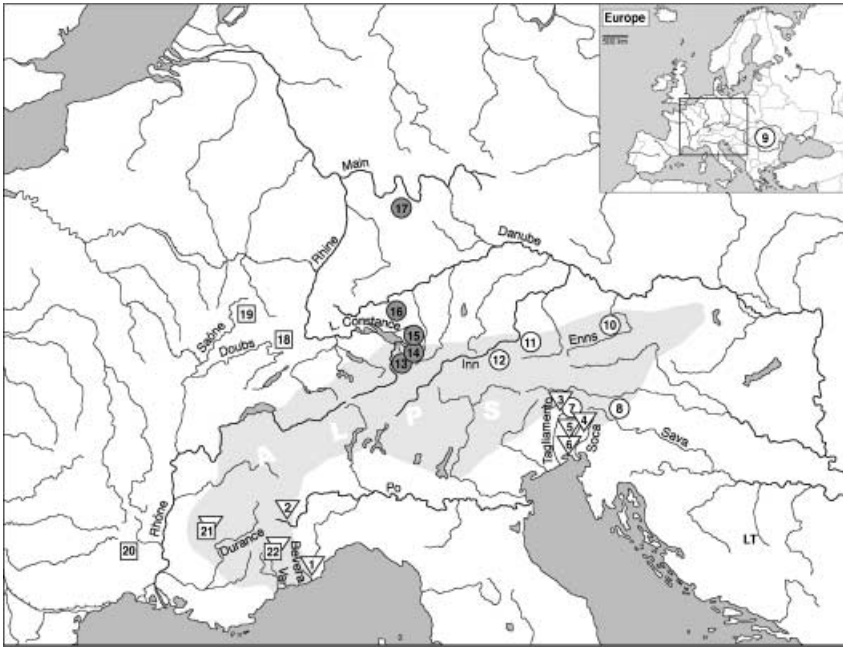 Europe
500 km
9
Main
17
Rhine
Danube
16
L. Constance
19
15
10
Saône
18
14
11
Enns
Doubs
13
Inn
12
3
7
8
ALPS
Tagliamento
5
4
Soca
Sava
6
Po
2
Rhône
21
Durance
LT
20
22
Bevera
Var
1